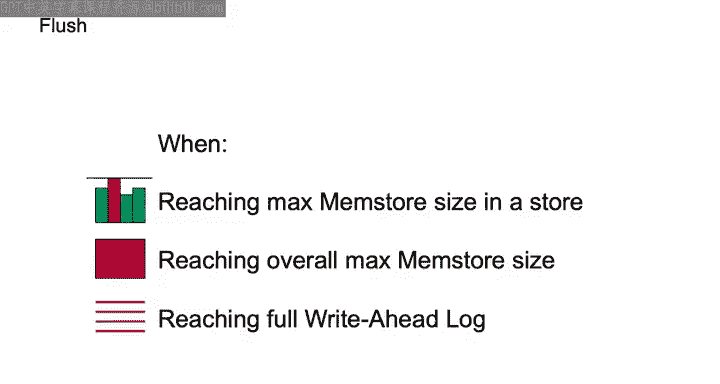 Flush
When:
Reaching max Memstore size in a store
Reaching overall max Memstore size
Reaching full Write-Ahead Log